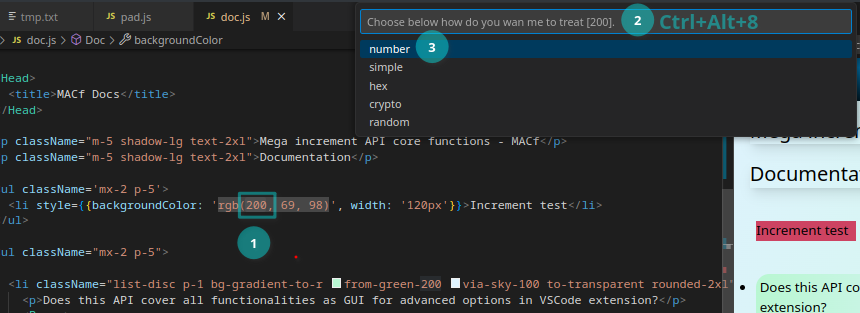 tmp.txt JS pad.js JS doc.js M
JS doc.js > Doc > backgroundColor
Choose below how do you wan me to treat [200]. 2 Ctrl+Alt+8
number 3
simple
hex
crypto
random
Head>
<title>MACf Docs</title>
/Head>
p className="m-5 shadow-lg text-2xl">Mega increment API core functions - MACf</p>
p className="m-5 shadow-lg text-2xl">Documentation</p>
ul className='mx-2 p-5'>
<li style={{backgroundColor: 'rgb(200, 69, 98)', width: '120px'}}>Increment test</li>
/ul>
1
ul className="mx-2 p-5">
<li className="list-disc p-1 bg-gradient-to-r from-green-200 via-sky-100 to-transparent rounded-2xl"
<p>Does this API cover all functionalities as GUI for advanced options in VSCode extension?</p>
Documenta
Increment test
Does this API co
extension?